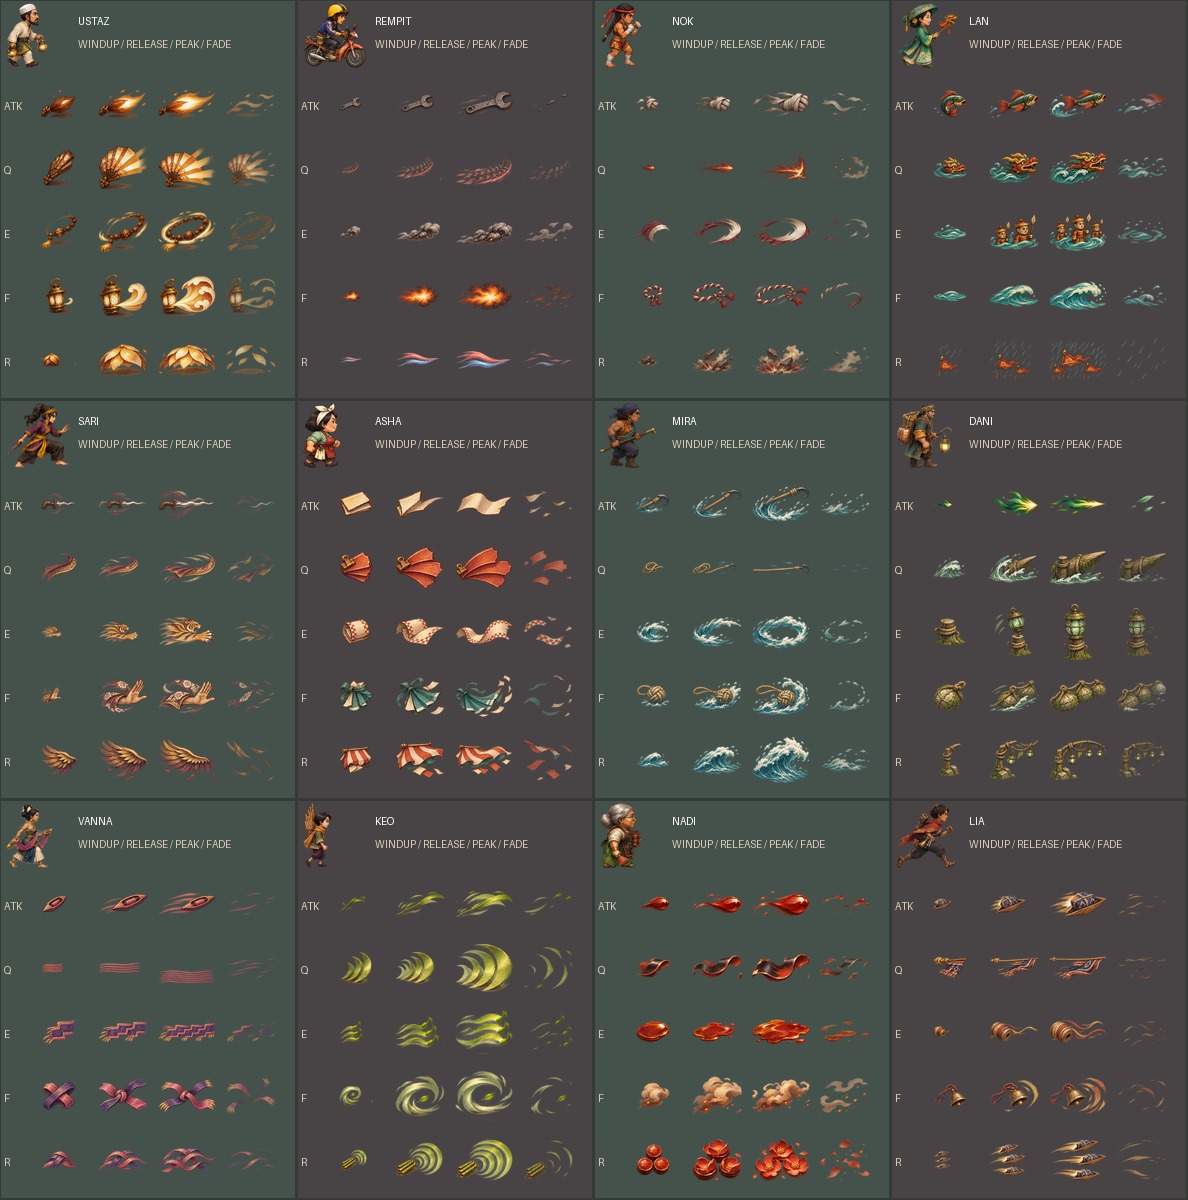 USTAZ
WINDUP / RELEASE / PEAK / FADE
ATK
Q
E
F
R
REMPIT
WINDUP / RELEASE / PEAK / FADE
ATK
Q
E
F
R
NOK
WINDUP / RELEASE / PEAK / FADE
ATK
Q
E
F
R
LAN
WINDUP / RELEASE / PEAK / FADE
ATK
Q
E
F
R
SARI
WINDUP / RELEASE / PEAK / FADE
ATK
Q
E
F
R
ASHA
WINDUP / RELEASE / PEAK / FADE
ATK
Q
E
F
R
MIRA
WINDUP / RELEASE / PEAK / FADE
ATK
Q
E
F
R
DANI
WINDUP / RELEASE / PEAK / FADE
ATK
Q
E
F
R
VANNA
WINDUP / RELEASE / PEAK / FADE
ATK
Q
E
F
R
KEO
WINDUP / RELEASE / PEAK / FADE
ATK
Q
E
F
R
NADI
WINDUP / RELEASE / PEAK / FADE
ATK
Q
E
F
R
LIA
WINDUP / RELEASE / PEAK / FADE
ATK
Q
E
F
R